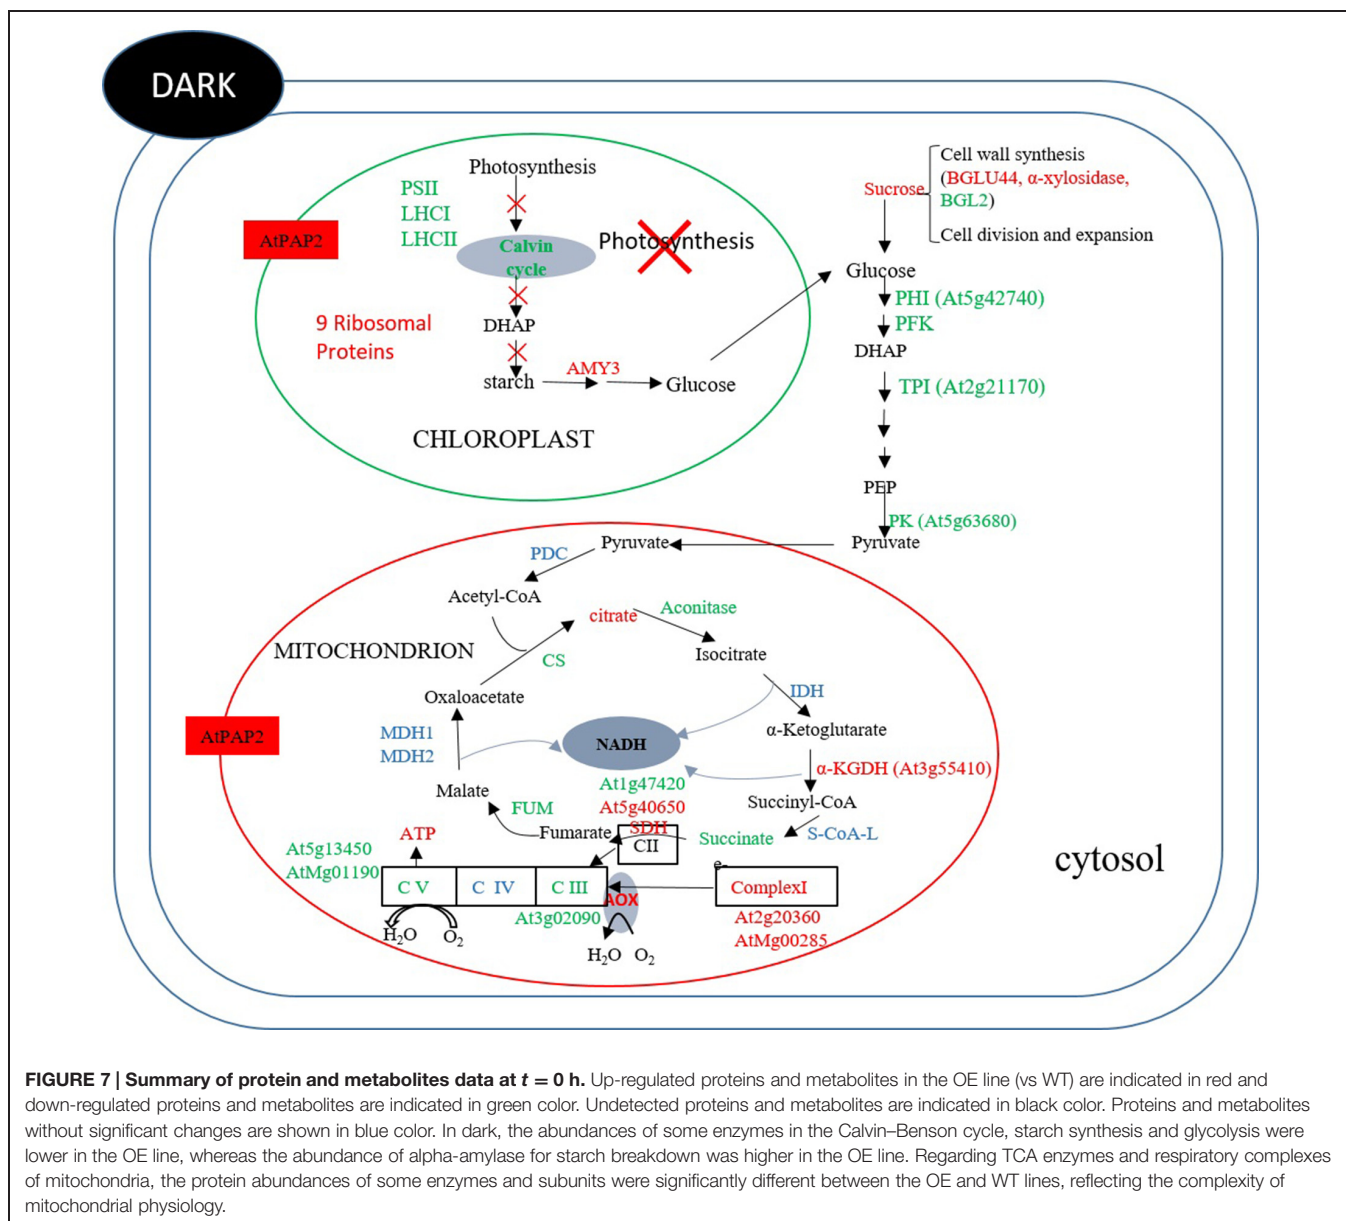 DARK
Photosynthesis
PSII
LHCI
LHCII
AtPAP2
Calvin
cycle
Photosynthesis
9 Ribosomal
Proteins
DHAP
starch
AMY3
Glucose
CHLOROPLAST
Sucrose
Cell wall synthesis
(BGLU44, α-xylosidase,
BGL2)
Cell division and expansion
Glucose
PHI (At5g42740)
PFK
DHAP
TPI (At2g21170)
PEP
PK (At5g63680)
Pyruvate
Pyruvate
PDC
Acetyl-CoA
citrate
Aconitase
MITOCHONDRION
CS
Isocitrate
Oxaloacetate
IDH
AtPAP2
MDH1
MDH2
NADH
α-Ketoglutarate
α-KGDH (At3g55410)
At1g47420
At5g40650
SDH
Malate
Succinyl-CoA
FUM
Fumarate
CII
Succinate
S-CoA-L
cytosol
ATP
At5g13450
AtMg01190
C V
C IV
C III
AOX
e-
ComplexI
At3g02090
At2g20360
AtMg00285
H₂O
O₂
H₂O O₂
FIGURE 7 | Summary of protein and metabolites data at t = 0 h. Up-regulated proteins and metabolites in the OE line (vs WT) are indicated in red and
down-regulated proteins and metabolites are indicated in green color. Undetected proteins and metabolites are indicated in black color. Proteins and metabolites
without significant changes are shown in blue color. In dark, the abundances of some enzymes in the Calvin–Benson cycle, starch synthesis and glycolysis were
lower in the OE line, whereas the abundance of alpha-amylase for starch breakdown was higher in the OE line. Regarding TCA enzymes and respiratory complexes
of mitochondria, the protein abundances of some enzymes and subunits were significantly different between the OE and WT lines, reflecting the complexity of
mitochondrial physiology.